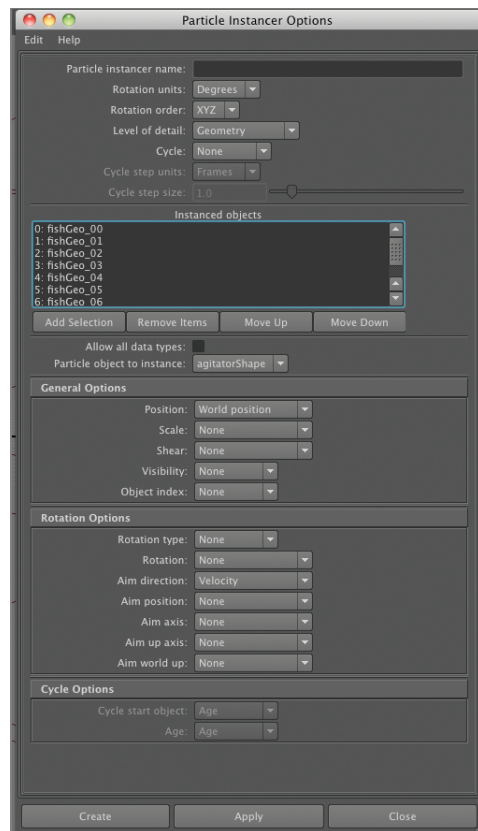 Particle Instancer Options
Edit Help
Particle instancer name:
Rotation units: Degrees
Rotation order: XYZ
Level of detail: Geometry
Cycle: None
Cycle step units: Frames
Cycle step size: 1.0
Instanced objects
0: fishGeo_00
1: fishGeo_01
2: fishGeo_02
3: fishGeo_03
4: fishGeo_04
5: fishGeo_05
6: fishGeo_06
Add Selection Remove Items Move Up Move Down
Allow all data types:
Particle object to instance: agitatorShape
General Options
Position: World position
Scale: None
Shear: None
Visibility: None
Object index: None
Rotation Options
Rotation type: None
Rotation: None
Aim direction: Velocity
Aim position: None
Aim axis: None
Aim up axis: None
Aim world up: None
Cycle Options
Cycle start object: Age
Age: Age
Create Apply Close